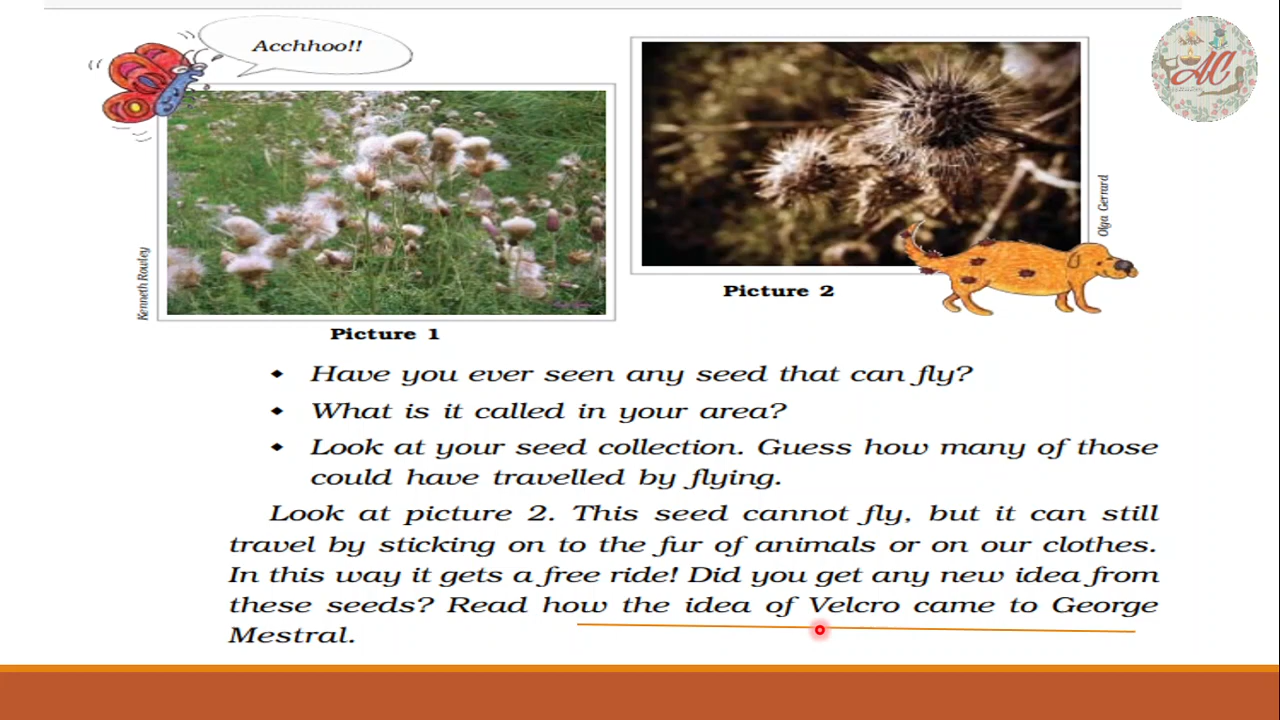 Acchhoo!!
AC
Kenneth Rowley
Olga Gerrard
Picture 2
Picture 1
Have you ever seen any seed that can fly?
What is it called in your area?
Look at your seed collection. Guess how many of those
could have travelled by flying.
Look at picture 2. This seed cannot fly, but it can still
travel by sticking on to the fur of animals or on our clothes.
In this way it gets a free ride! Did you get any new idea from
these seeds? Read how the idea of Velcro came to George
Mestral.